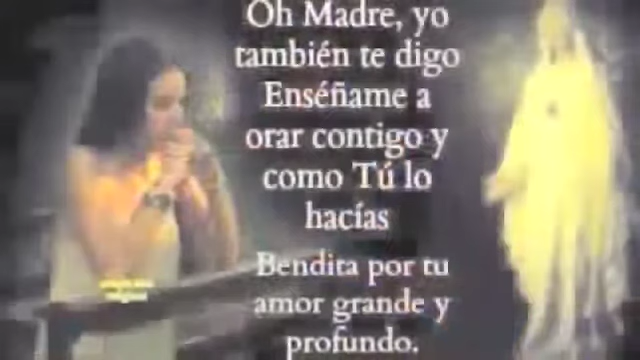 Oh Madre, yo
también te digo
Enséñame a
orar contigo y
como Tú lo
hacías
Bendita por tu
amor grande y
profundo.